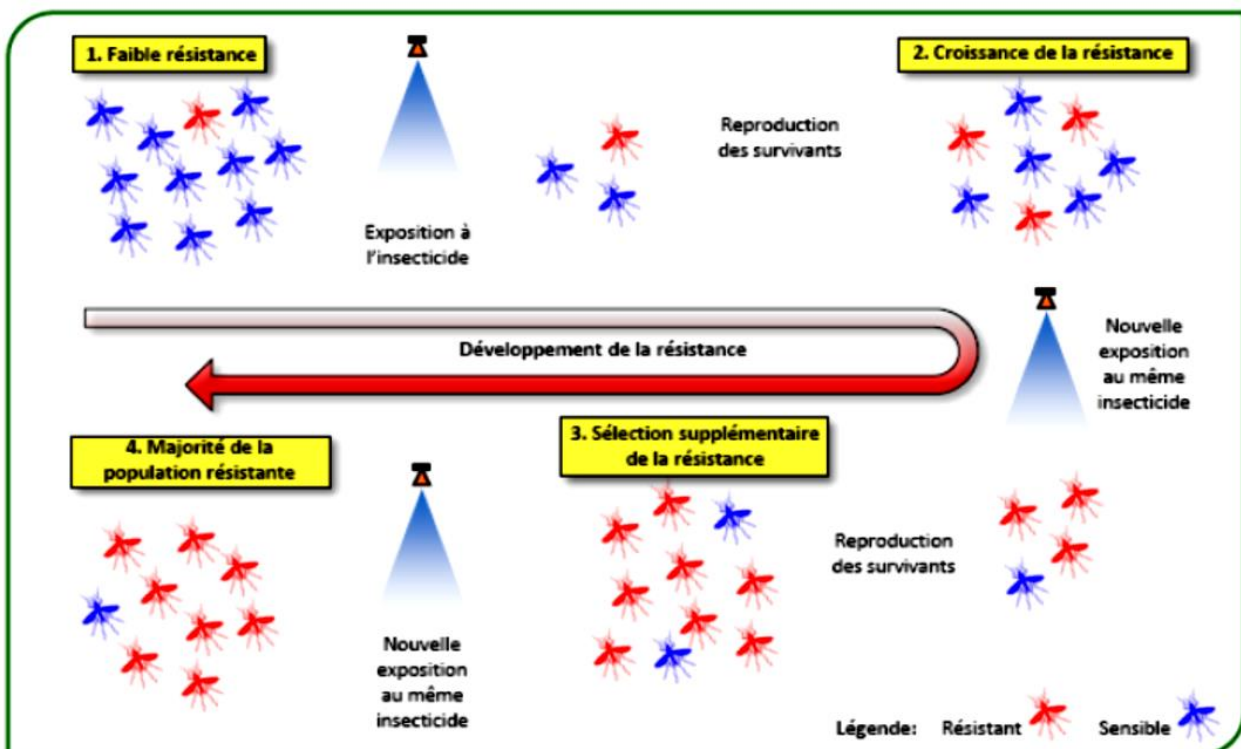 1. Faible résistance
Exposition à
l'insecticide
Reproduction
des survivants
2. Croissance de la résistance
Nouvelle
exposition
au même
insecticide
Développement de la résistance
3. Sélection supplémentaire
de la résistance
Reproduction
des survivants
4. Majorité de la
population résistante
Nouvelle
exposition
au même
insecticide
Légende: Résistant Sensible